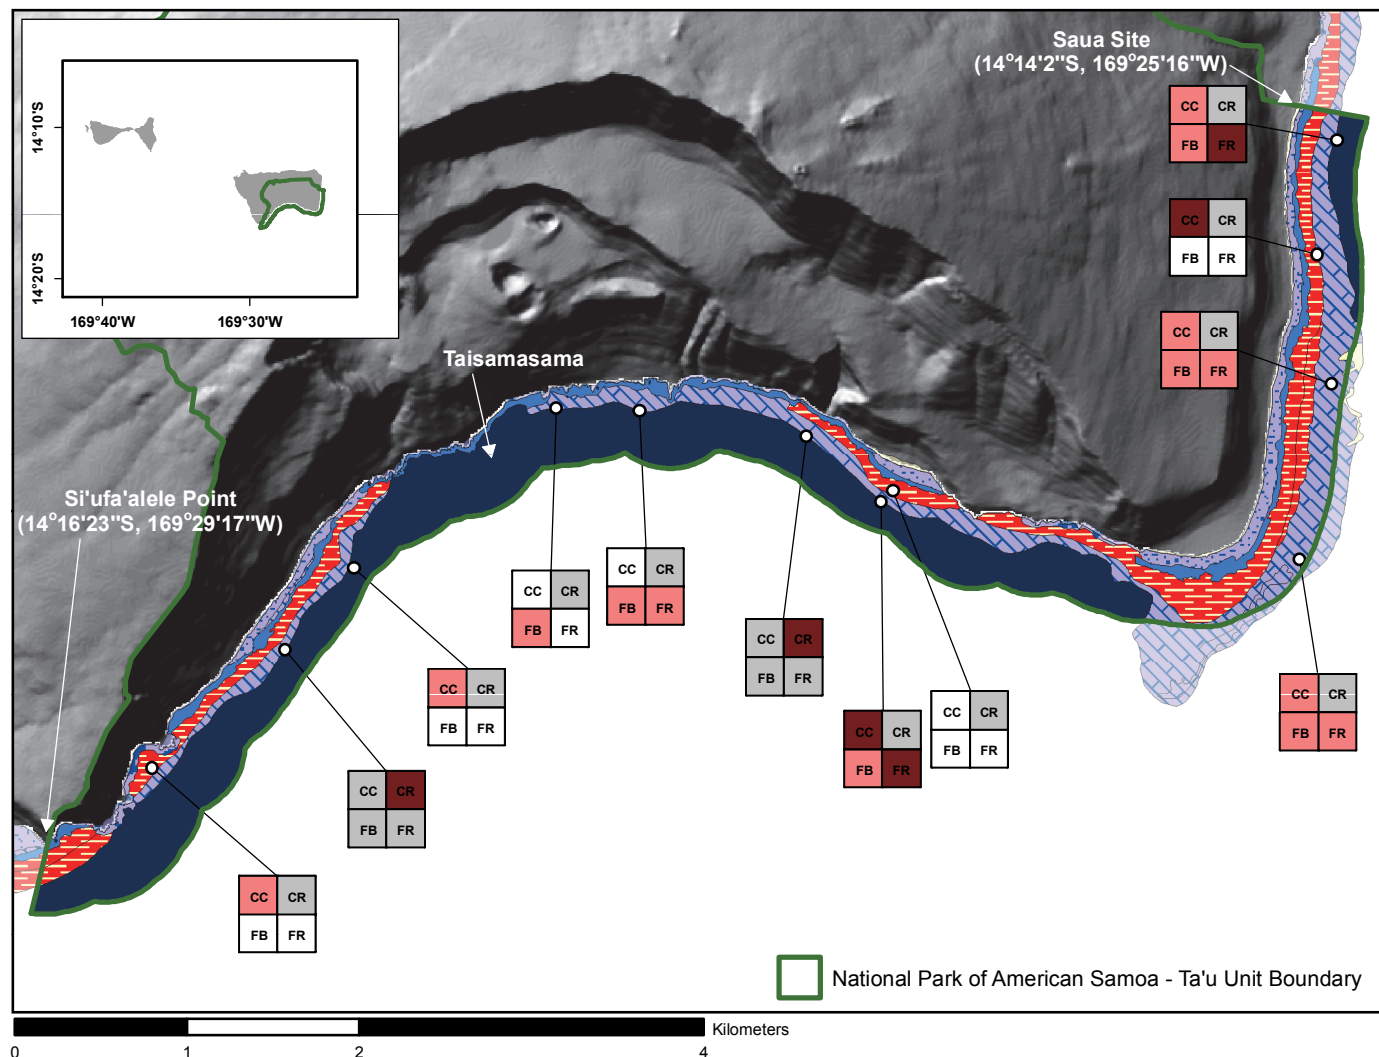 Saua Site
(14°14'2"S, 169°25'16"W)
14°10'S
14°20'S
169°40'W
169°30'W
CC CR
FB FR
CC CR
FB FR
CC CR
FB FR
Taisamasama
Si'ufa'alele Point
(14°16'23"S, 169°29'17"W)
CC CR
FB FR
CC CR
FB FR
CC CR
FB FR
CC CR
FB FR
CC CR
FB FR
CC CR
FB FR
CC CR
FB FR
CC CR
FB FR
CC CR
FB FR
National Park of American Samoa - Ta'u Unit Boundary
Kilometers
0 1 2 4